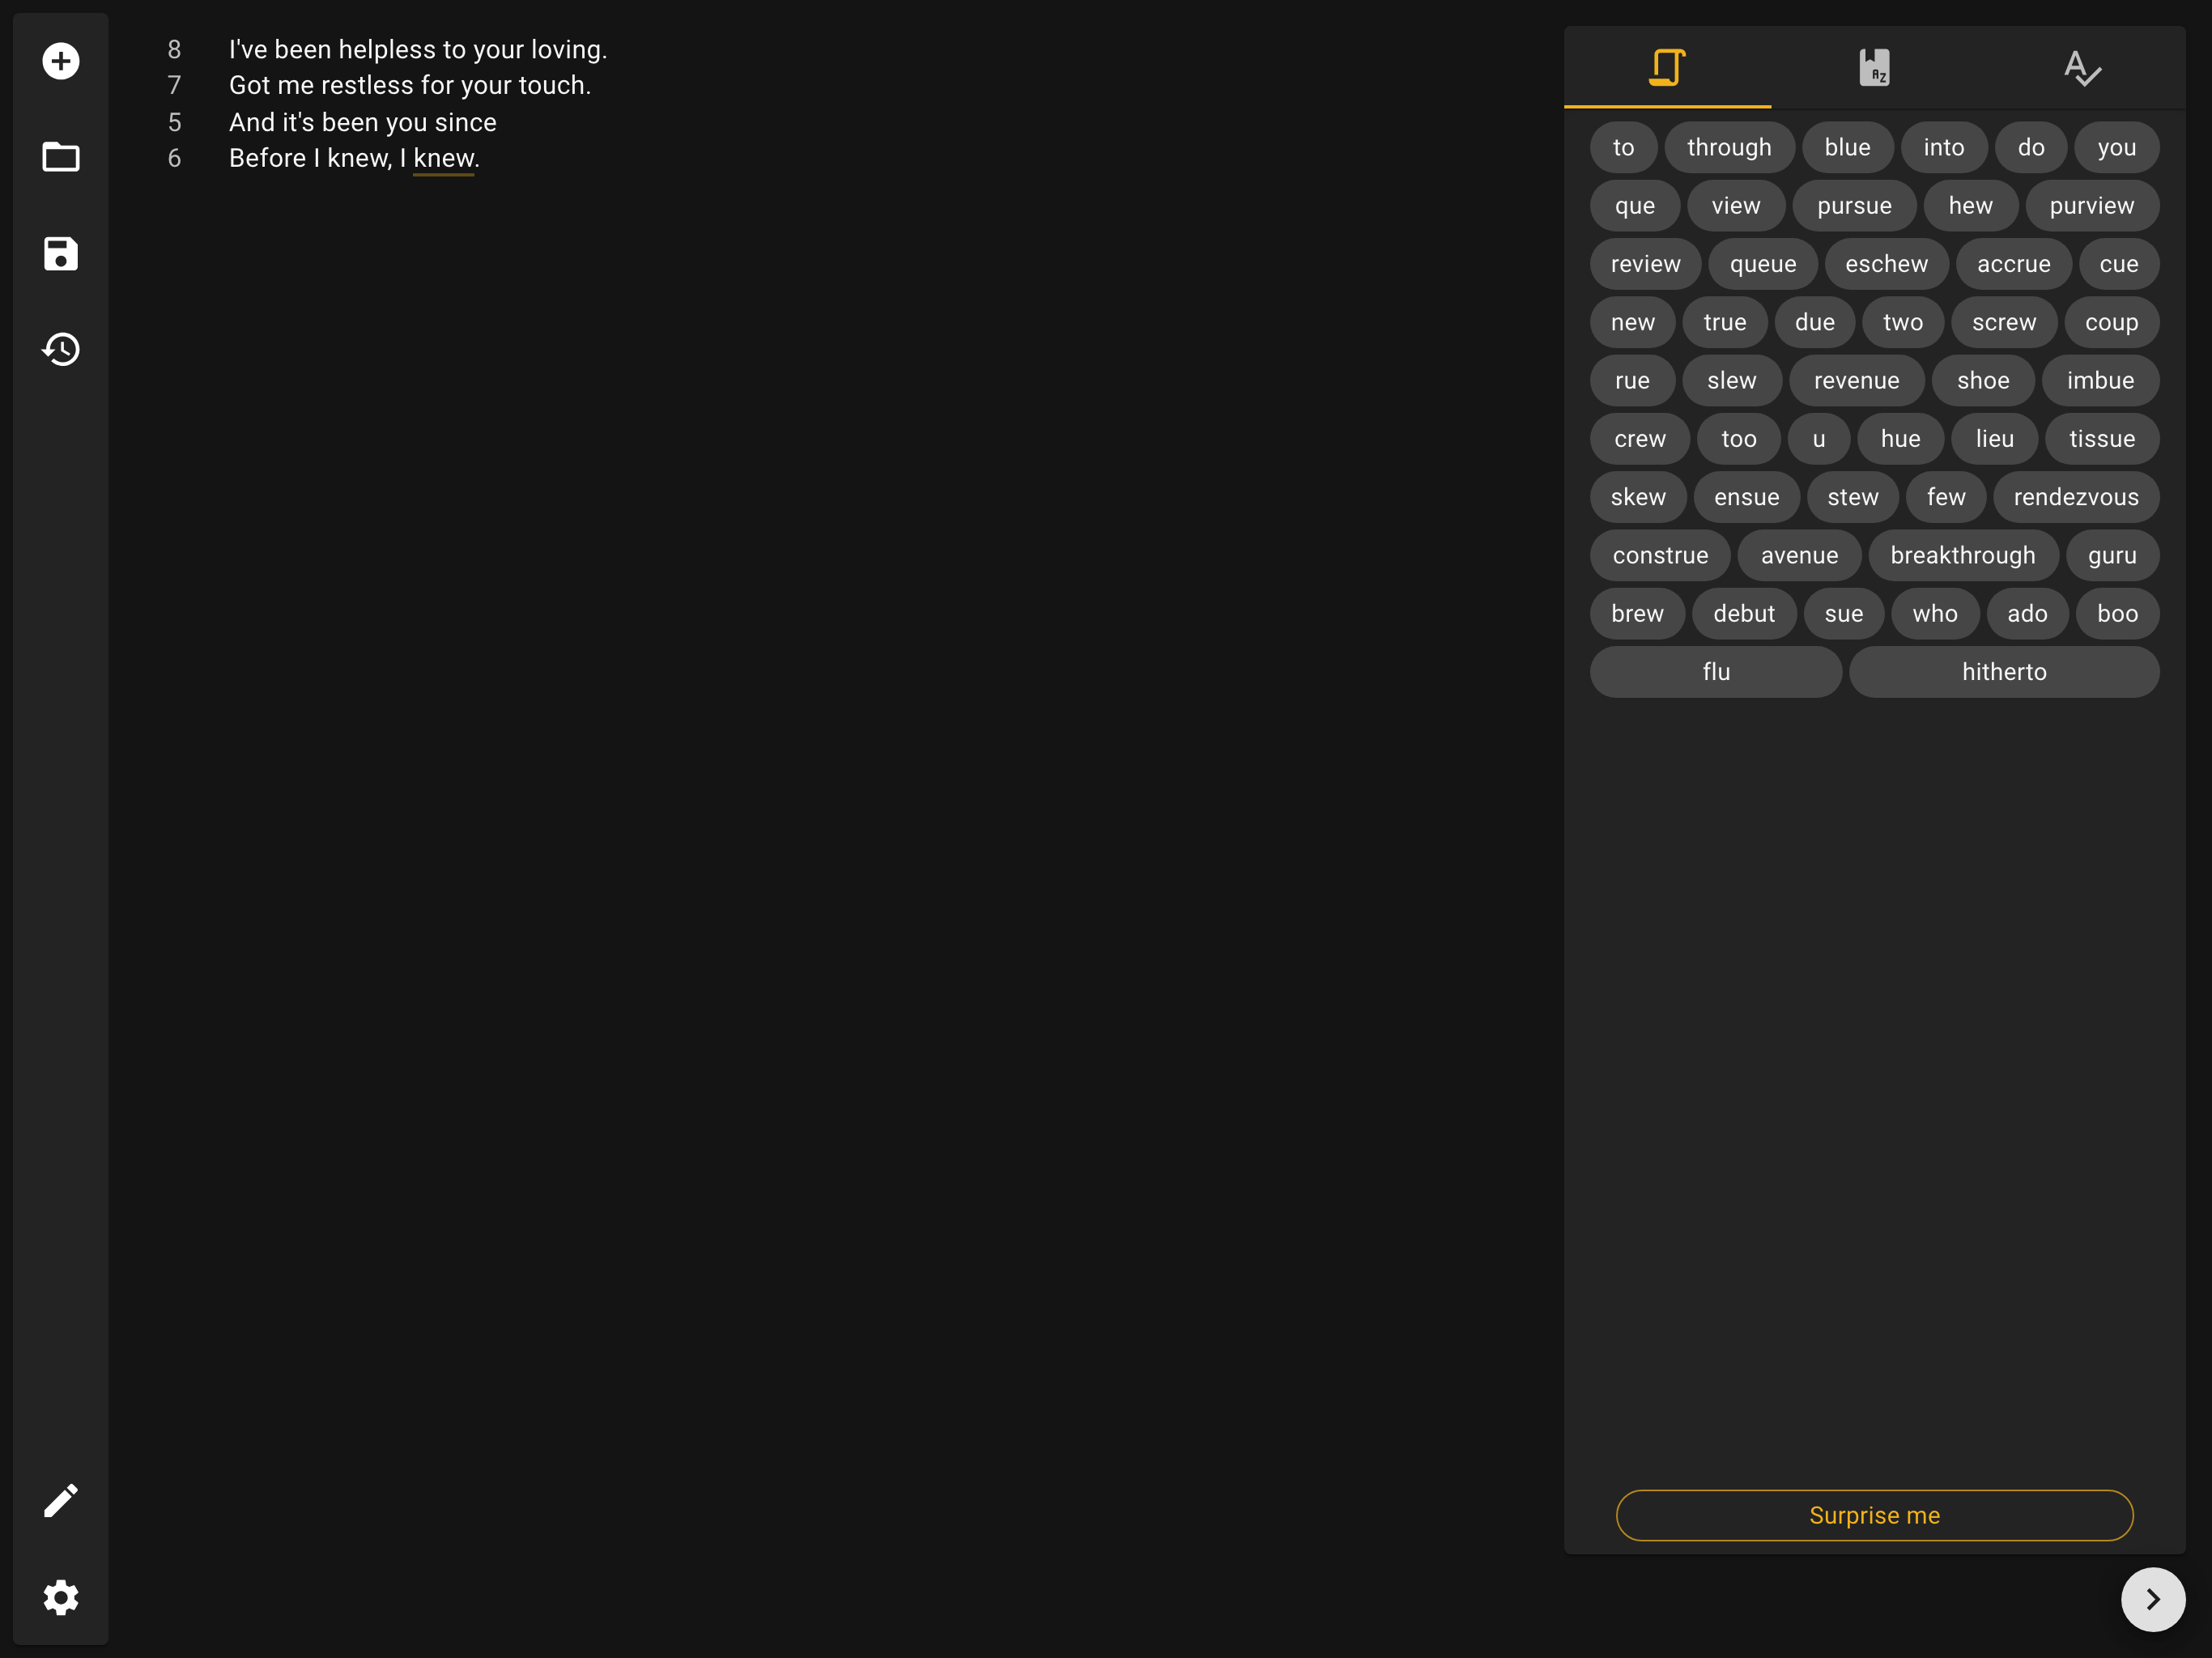 8 I've been helpless to your loving.
7 Got me restless for your touch.
5 And it's been you since
6 Before I knew, I knew.
AZ
A
to through blue into do you
que view pursue hew purview
review queue eschew accrue cue
new true due two screw coup
rue slew revenue shoe imbue
crew too u hue lieu tissue
skew ensue stew few rendezvous
construe avenue breakthrough guru
brew debut sue who ado boo
flu hitherto
Surprise me